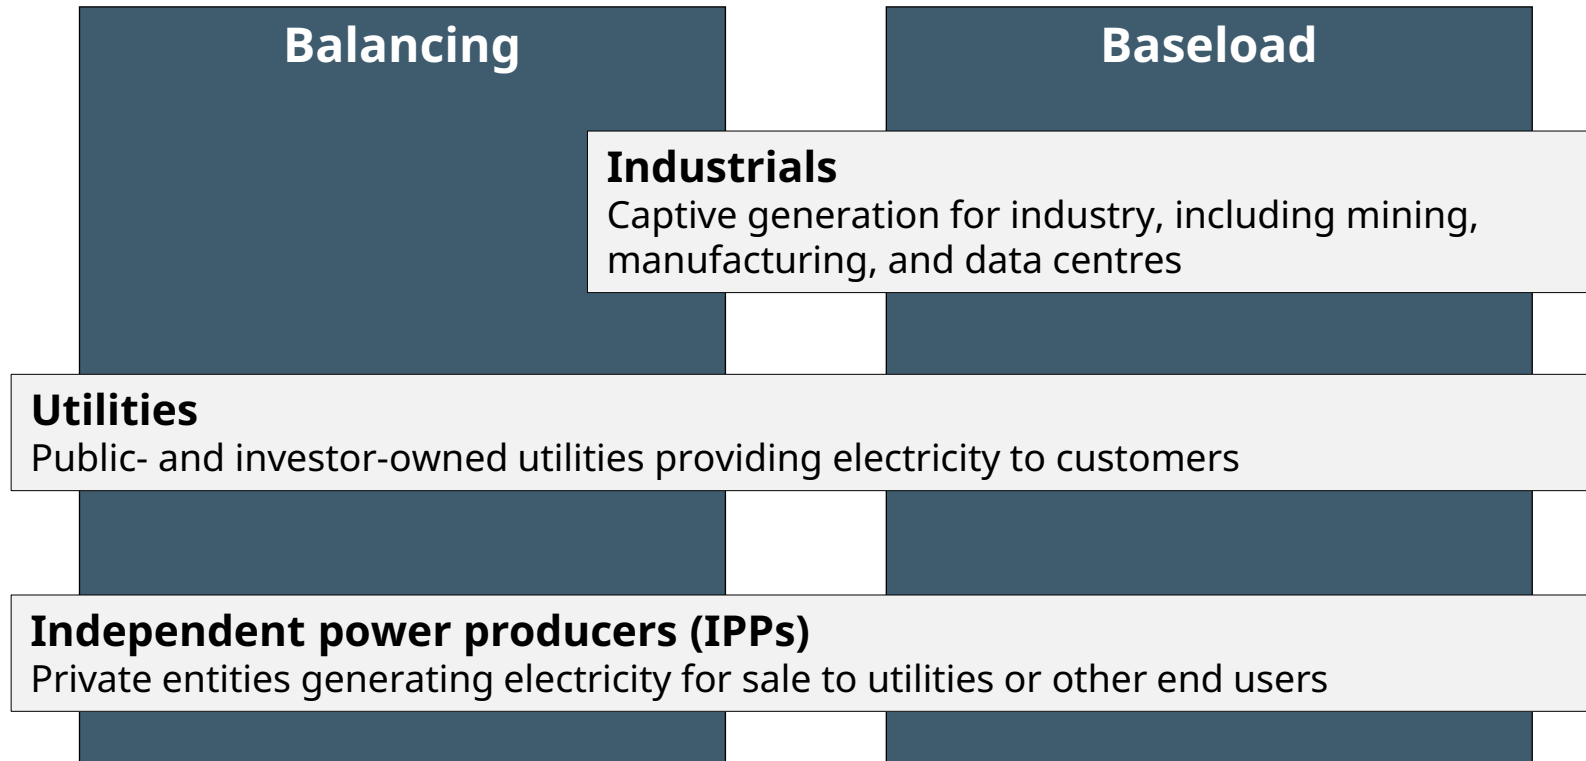 Balancing
Baseload
Industrials
Captive generation for industry, including mining,
manufacturing, and data centres
Utilities
Public- and investor-owned utilities providing electricity to customers
Independent power producers (IPPs)
Private entities generating electricity for sale to utilities or other end users